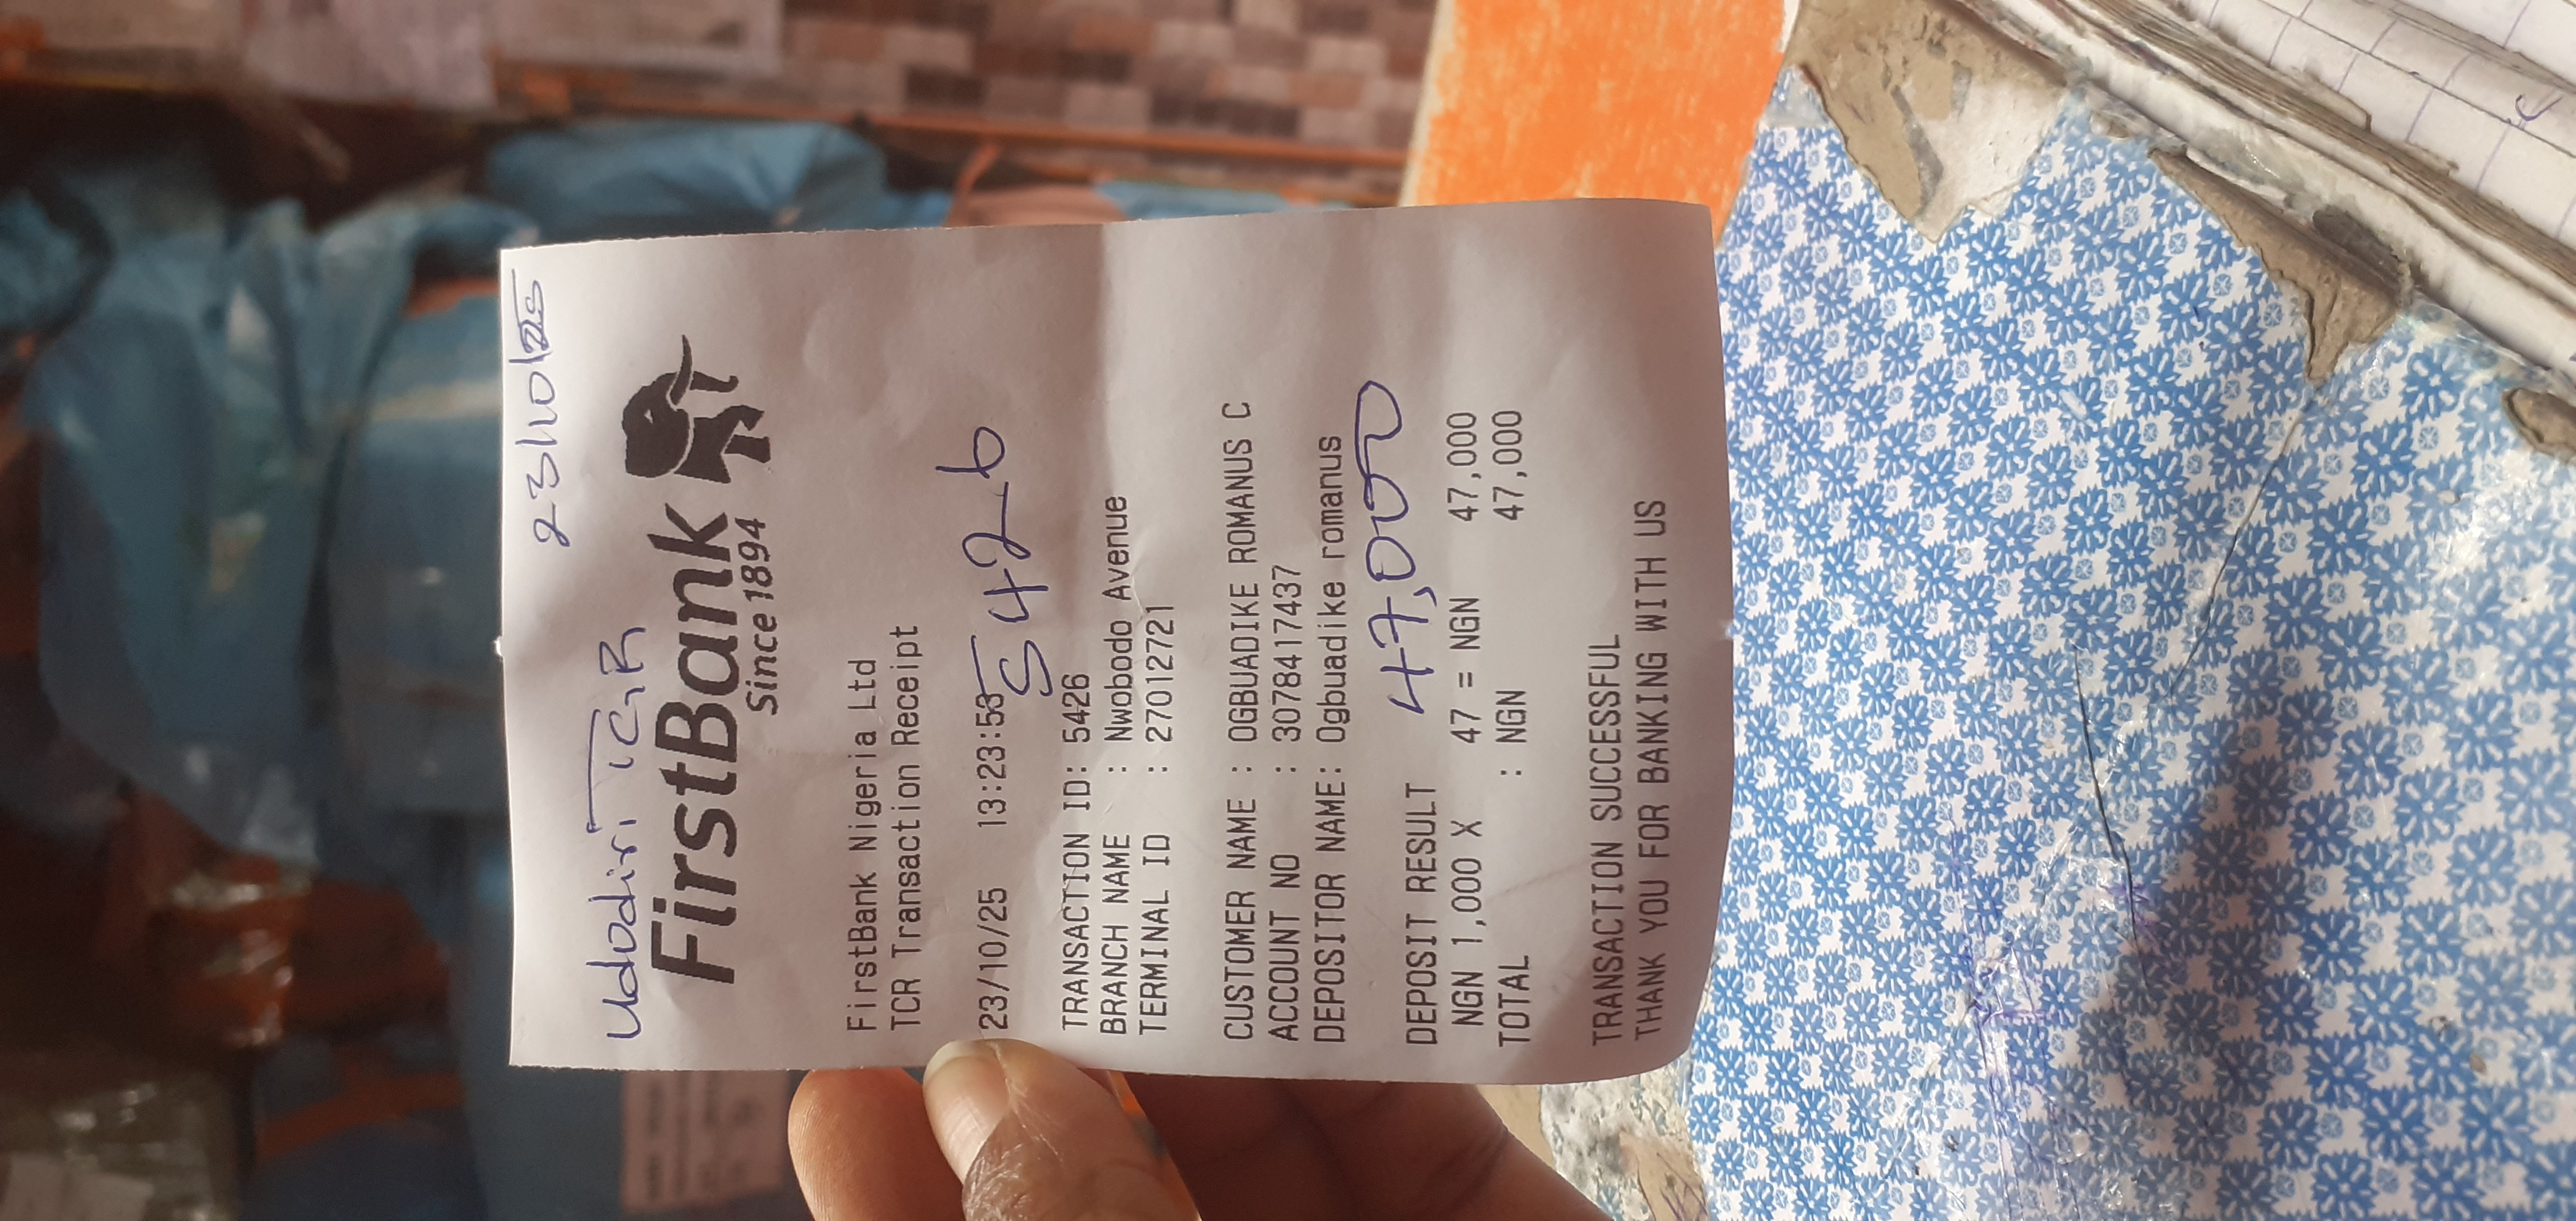 23/10/25
Udodiri TGR
FirstBank
Since 1894
FirstBank Nigeria Ltd
TCR Transaction Receipt
23/10/25 13:23:53
5426
TRANSACTION ID: 5426
BRANCH NAME : Nwobodo Avenue
TERMINAL ID : 270127721
CUSTOMER NAME : OGBUADIKE ROMANUS C
ACCOUNT NO : 3078417437
DEPOSITOR NAME: Ogbuadike romanus
47,000
DEPOSIT RESULT
NGN 1,000 X 47 = NGN 47,000
TOTAL : NGN 47,000
TRANSACTION SUCCESSFUL
THANK YOU FOR BANKING WITH US